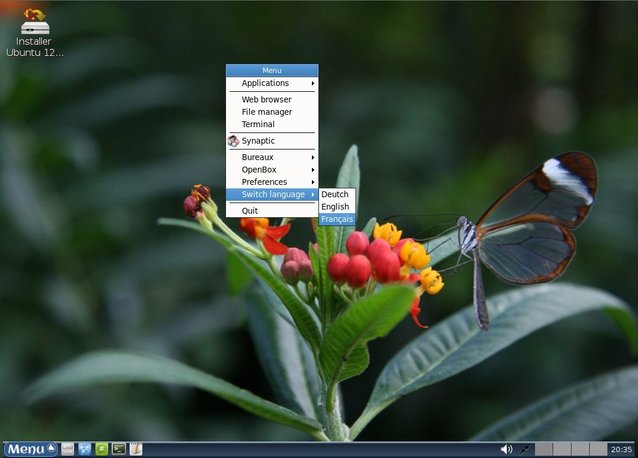 Installer
Ubuntu 12...
Menu
Applications
Web browser
File manager
Terminal
Synaptic
Bureaux
OpenBox
Preferences
Switch language
Deutch
English
Français
Quit
Menu
20:35